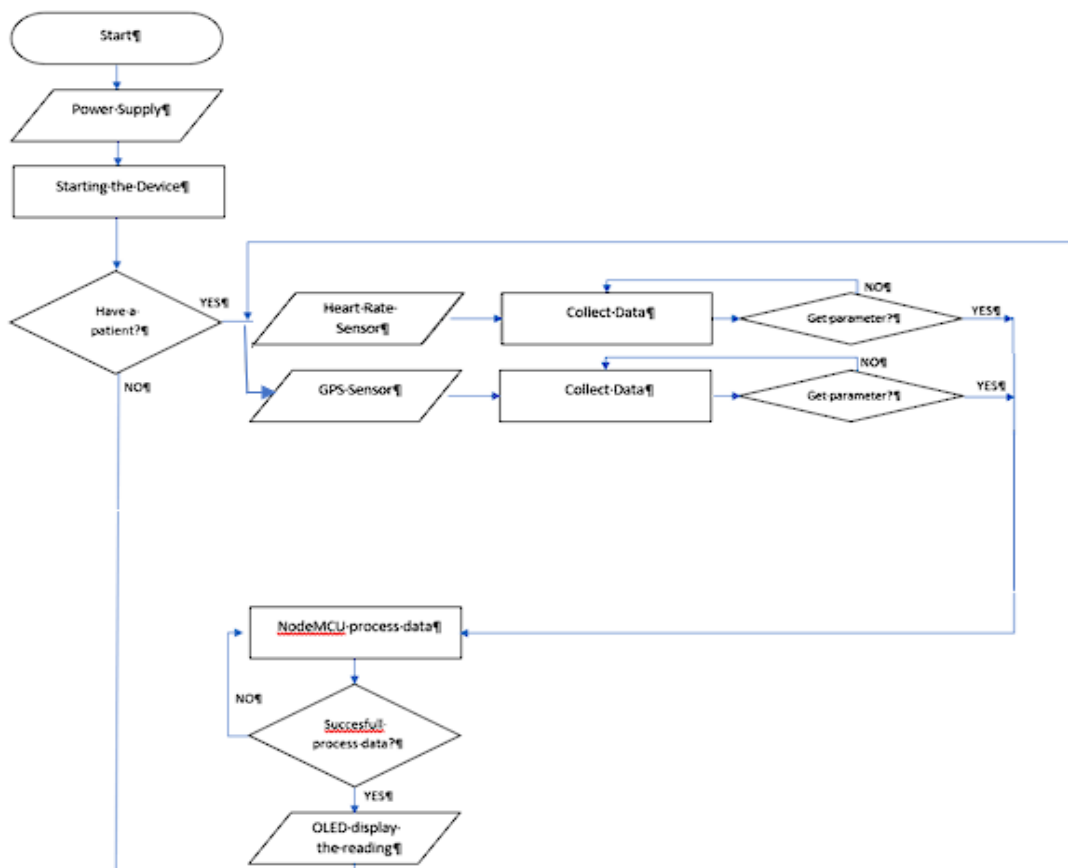 Start¶
Power·Supply¶
Starting·the·Device¶
Have·a·
patient?¶
YES¶
NO¶
Heart·Rate·
Sensor¶
Collect·Data¶
NO¶
Get·parameter?¶
YES¶
GPS·Sensor¶
Collect·Data¶
NO¶
Get·parameter?¶
YES¶
NodeMCU·process·data¶
NO¶
Succesfull·
process·data?¶
YES¶
OLED·display·
the·reading¶